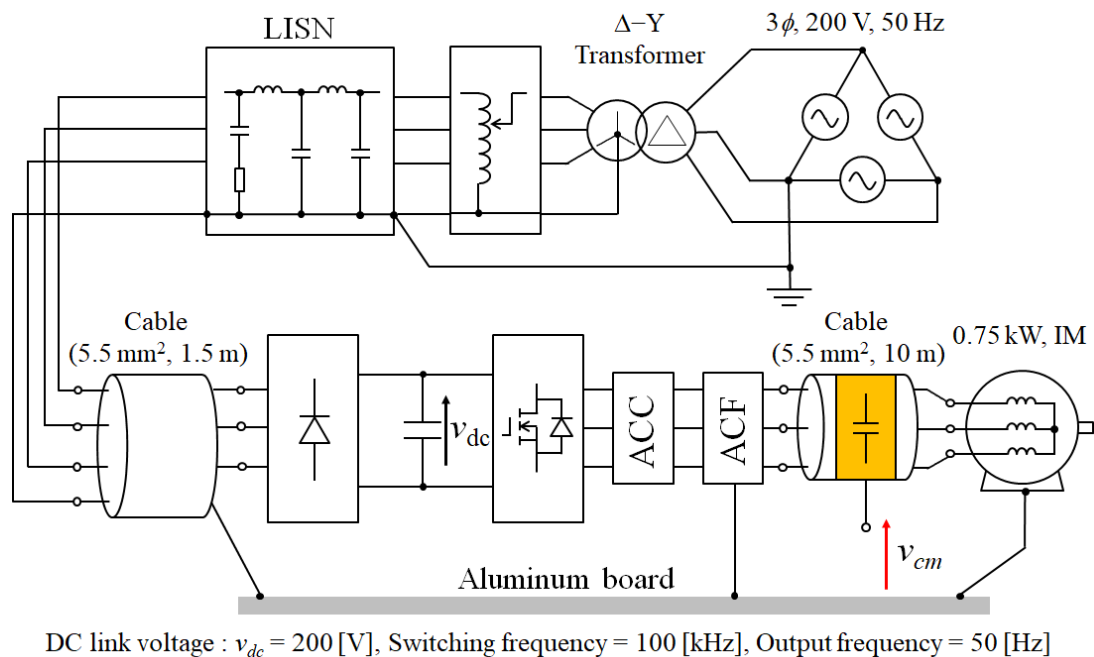 LISN
Δ−Y
Transformer
3ϕ, 200 V, 50 Hz
Cable
(5.5 mm², 1.5 m)
v_dc
ACC
ACF
Cable
(5.5 mm², 10 m)
0.75 kW, IM
v_cm
Aluminum board
DC link voltage : v_dc = 200 [V], Switching frequency = 100 [kHz], Output frequency = 50 [Hz]